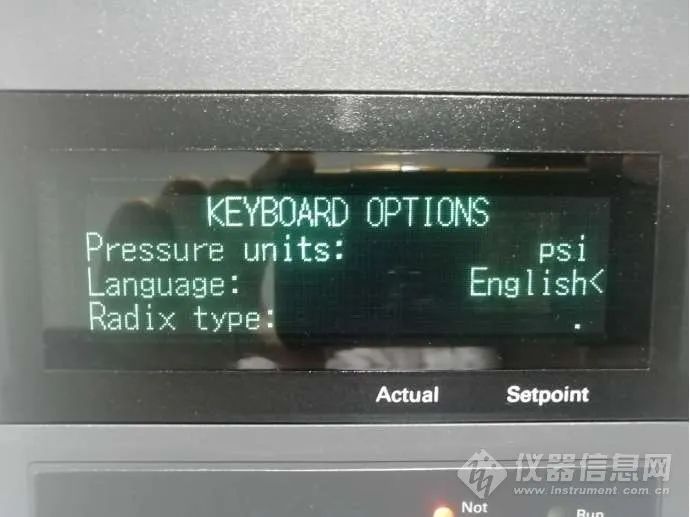 KEYBOARD OPTIONS
Pressure units: psi
Language: English<
Radix type: .
Actual Setpoint
Not Run
仪器信息网
www.instrument.com.cn